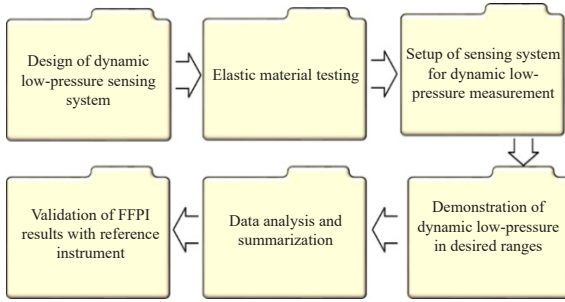 Design of dynamic
low-pressure sensing
system
Elastic material testing
Setup of sensing system
for dynamic low-
pressure measurement
Demonstration of
dynamic low-pressure
in desired ranges
Data analysis and
summarization
Validation of FFPI
results with reference
instrument